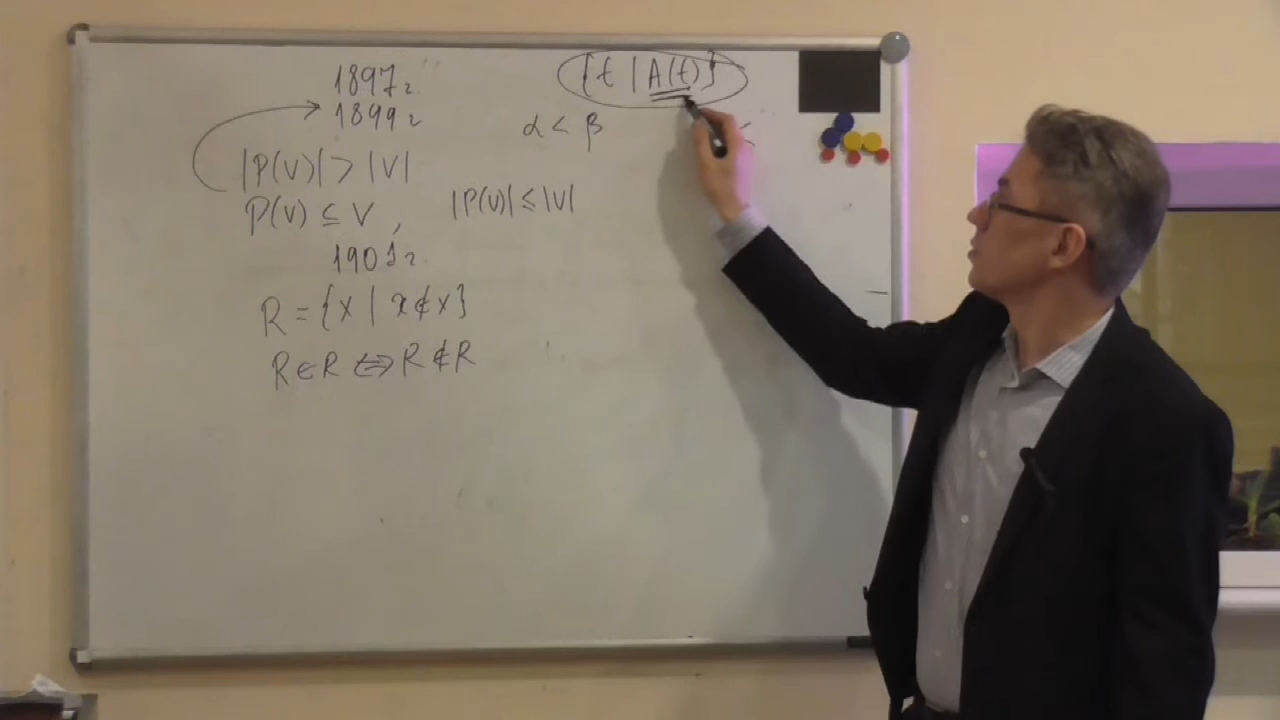 1897г.
1899г
{t | A(t)}
α < β
|P(V)| > |V|
P(V) ⊆ V, |P(V)| ≤ |V|
1901г.
R = {x | x ∉ x}
R ∈ R ⇔ R ∉ R